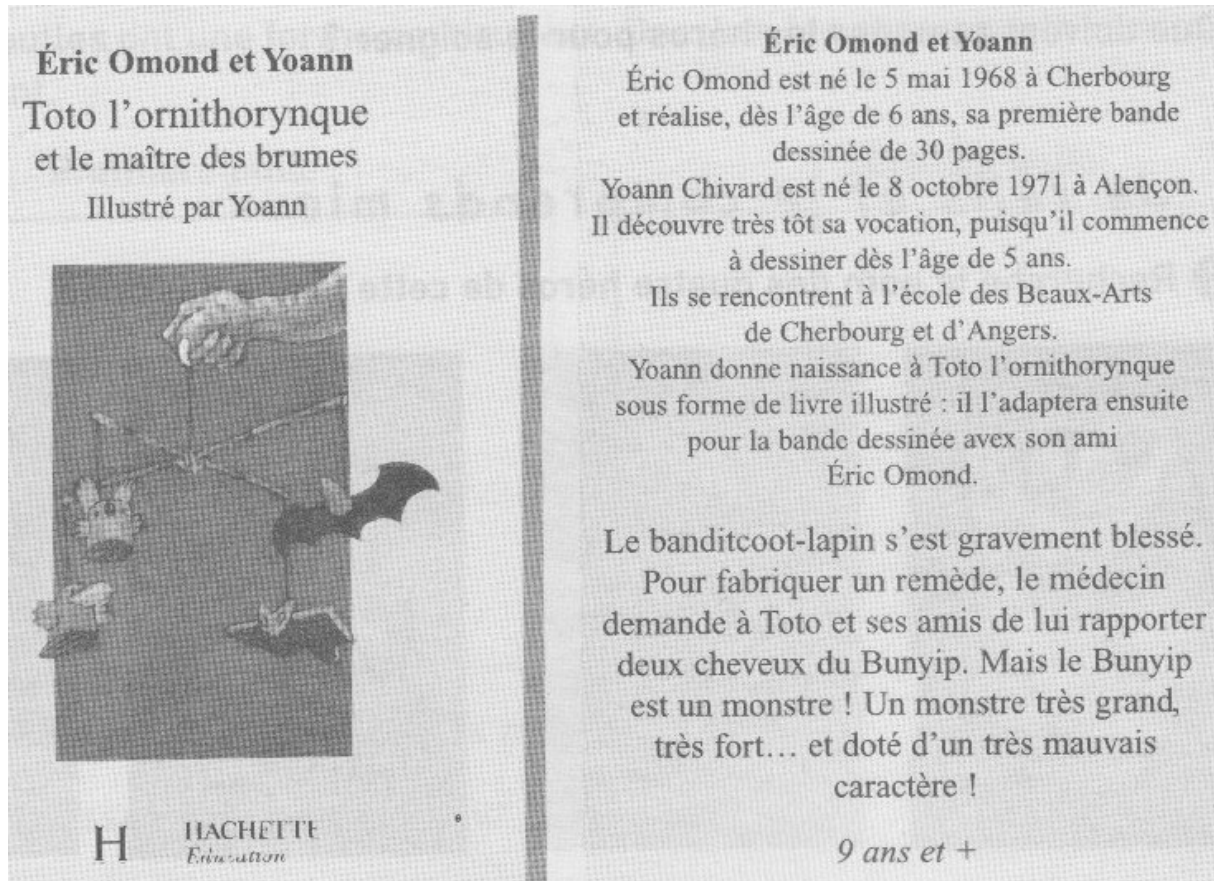 Éric Omond et Yoann
Toto l'ornithorynque
et le maître des brumes
Illustré par Yoann
H HACHETTE
Education
Éric Omond et Yoann
Éric Omond est né le 5 mai 1968 à Cherbourg
et réalise, dès l'âge de 6 ans, sa première bande
dessinée de 30 pages.
Yoann Chivard est né le 8 octobre 1971 à Alençon.
Il découvre très tôt sa vocation, puisqu'il commence
à dessiner dès l'âge de 5 ans.
Ils se rencontrent à l'école des Beaux-Arts
de Cherbourg et d'Angers.
Yoann donne naissance à Toto l'ornithorynque
sous forme de livre illustré : il l'adaptera ensuite
pour la bande dessinée avex son ami
Éric Omond.
Le banditcoot-lapin s'est gravement blessé.
Pour fabriquer un remède, le médecin
demande à Toto et ses amis de lui rapporter
deux cheveux du Bunyip. Mais le Bunyip
est un monstre ! Un monstre très grand,
très fort… et doté d'un très mauvais
caractère !
9 ans et +